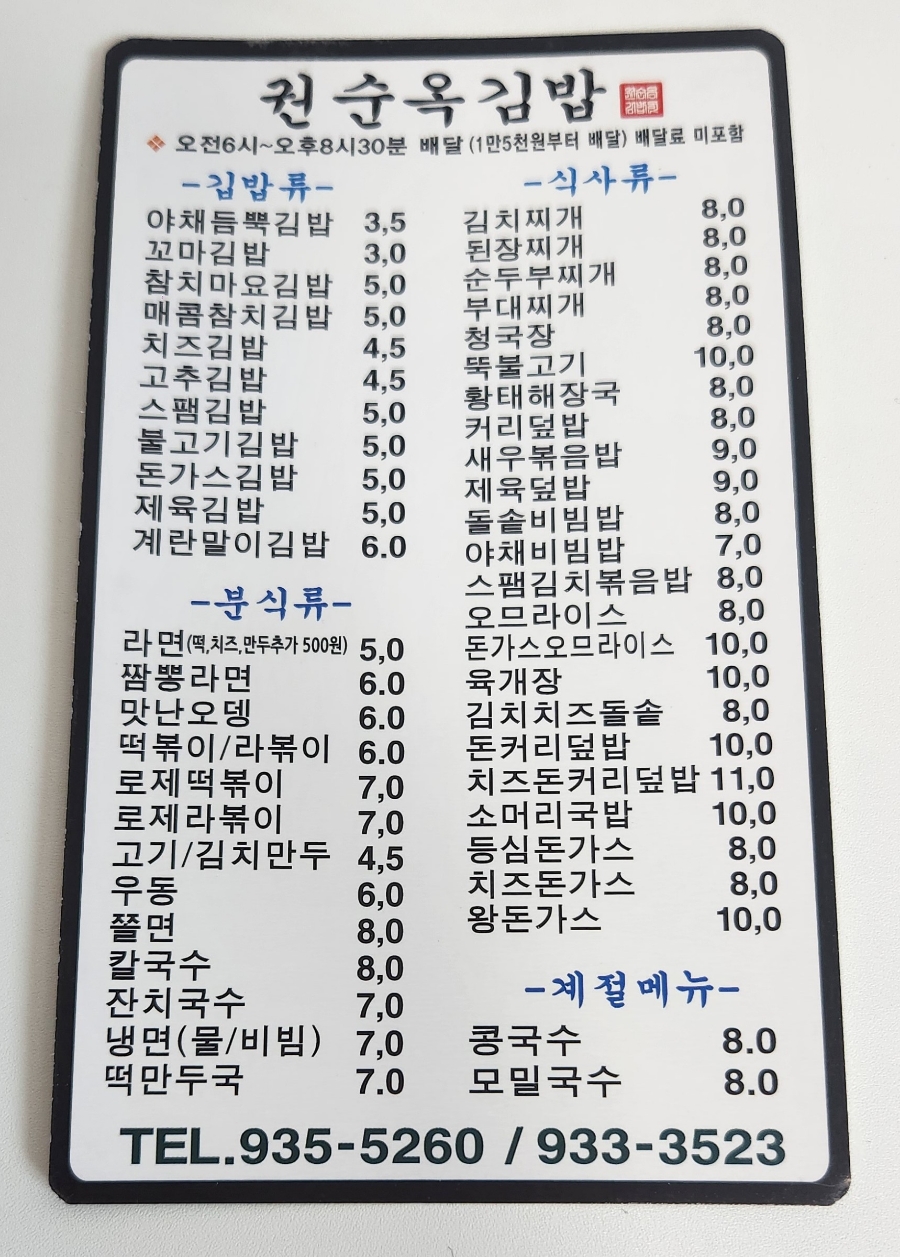 권순옥김밥
오전6시~오후8시30분 배달 (1만5천원부터 배달) 배달료 미포함
-김밥류-
야채듬뿍김밥 3,5
꼬마김밥 3,0
참치마요김밥 5,0
매콤참치김밥 5,0
치즈김밥 4,5
고추김밥 4,5
스팸김밥 5,0
불고기김밥 5,0
돈가스김밥 5,0
제육김밥 5,0
계란말이김밥 6.0
-분식류-
라면(떡,치즈,만두추가 500원) 5,0
짬뽕라면 6.0
맛난오뎅 6.0
떡볶이/라볶이 6.0
로제떡볶이 7,0
로제라볶이 7,0
고기/김치만두 4,5
우동 6,0
쫄면 8,0
칼국수 8,0
잔치국수 7,0
냉면(물/비빔) 7,0
떡만두국 7.0
-식사류-
김치찌개 8,0
된장찌개 8,0
순두부찌개 8,0
부대찌개 8,0
청국장 8,0
뚝불고기 10,0
황태해장국 8,0
커리덮밥 8,0
새우볶음밥 9,0
제육덮밥 9,0
돌솥비빔밥 8,0
야채비빔밥 7,0
스팸김치볶음밥 8,0
오므라이스 8,0
돈가스오므라이스 10,0
육개장 10,0
김치치즈돌솥 8,0
돈커리덮밥 10,0
치즈돈커리덮밥 11,0
소머리국밥 10,0
등심돈가스 8,0
치즈돈가스 8,0
왕돈가스 10,0
-계절메뉴-
콩국수 8.0
모밀국수 8.0
TEL.935-5260 / 933-3523